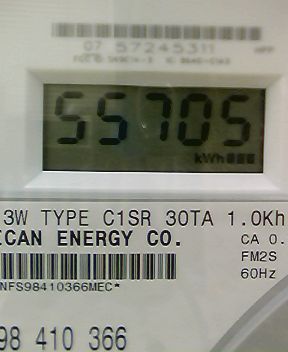 07 57245311
55705
kWh
3W TYPE C1SR 30TA 1.0Kh
ICAN ENERGY CO.
CA 0.
FM2S
NFS98410366MEC*
60Hz
98 410 366